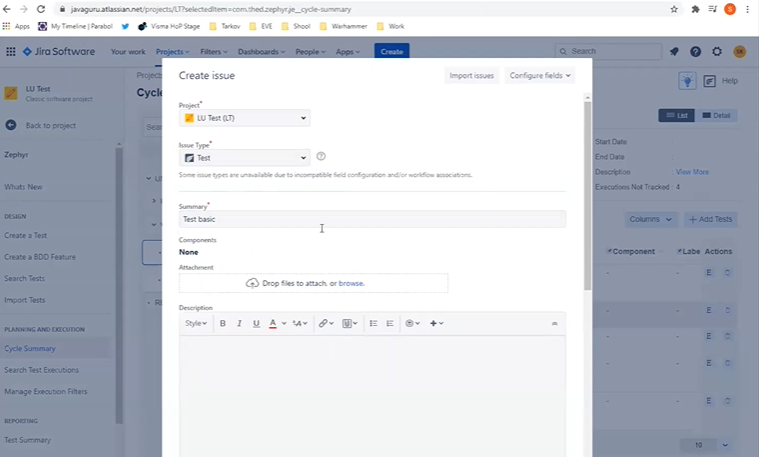 javaguru.atlassian.net/projects/LT?selectedItem=com.thed.zephyr.je__cycle-summary
Apps My Timeline | Parabol Visma HoP Stage Tarkov EVE Shool Warhammer Work
Jira Software Your work Projects Filters Dashboards People Apps Create Search
LU Test
Classic software project
Back to project
Zephyr
Whats New
DESIGN
Create a Test
Create a BDD Feature
Search Tests
Import Tests
PLANNING AND EXECUTION
Cycle Summary
Search Test Executions
Manage Execution Filters
REPORTING
Test Summary
Projects
Cyc
Sea
Create issue
Import issues Configure fields
Project*
LU Test (LT)
Issue Type*
Test
Some issue types are unavailable due to incompatible field configuration and/or workflow associations.
Summary*
Test basic
Components
None
Attachment
Drop files to attach, or browse.
Description
Style B I U A
Help
List Detail
Start Date
End Date
Description View More
Executions Not Tracked 4
Columns + Add Tests
Component Labe Actions
- - E
E
- - E
- - E
10